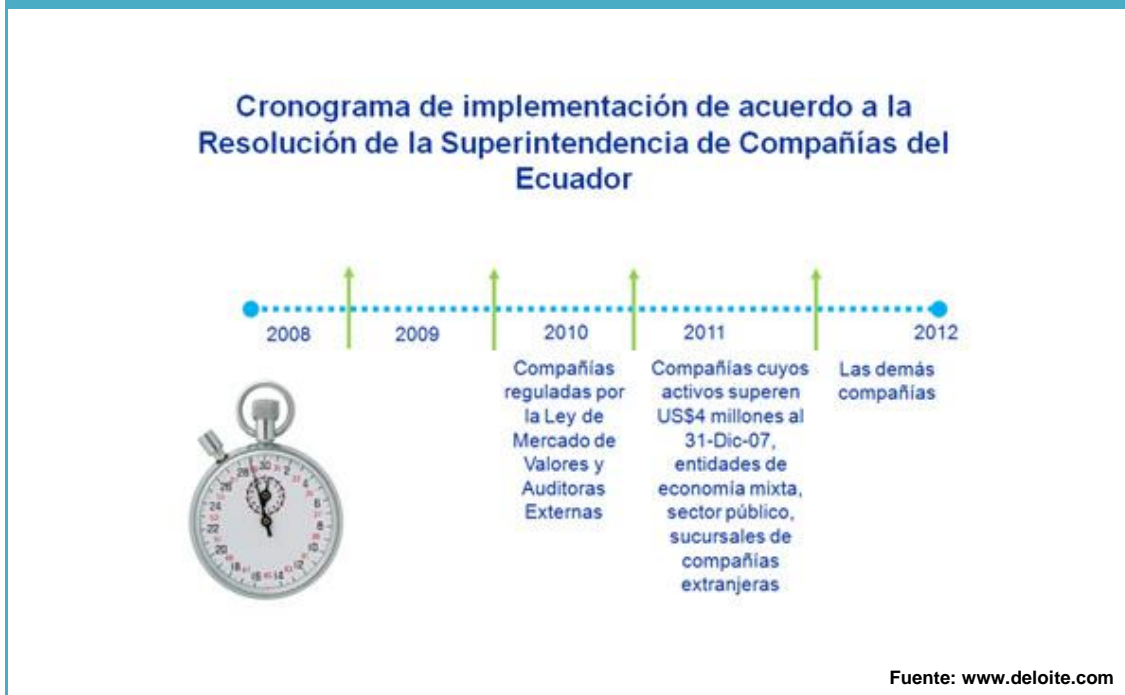 Cronograma de implementación de acuerdo a la
Resolución de la Superintendencia de Compañías del
Ecuador
2008
2009
2010
2011
2012
Compañías
reguladas por
la Ley de
Mercado de
Valores y
Auditoras
Externas
Compañías cuyos
activos superen
US$4 millones al
31-Dic-07,
entidades de
economía mixta,
sector público,
sucursales de
compañías
extranjeras
Las demás
compañías
Fuente: www.deloite.com